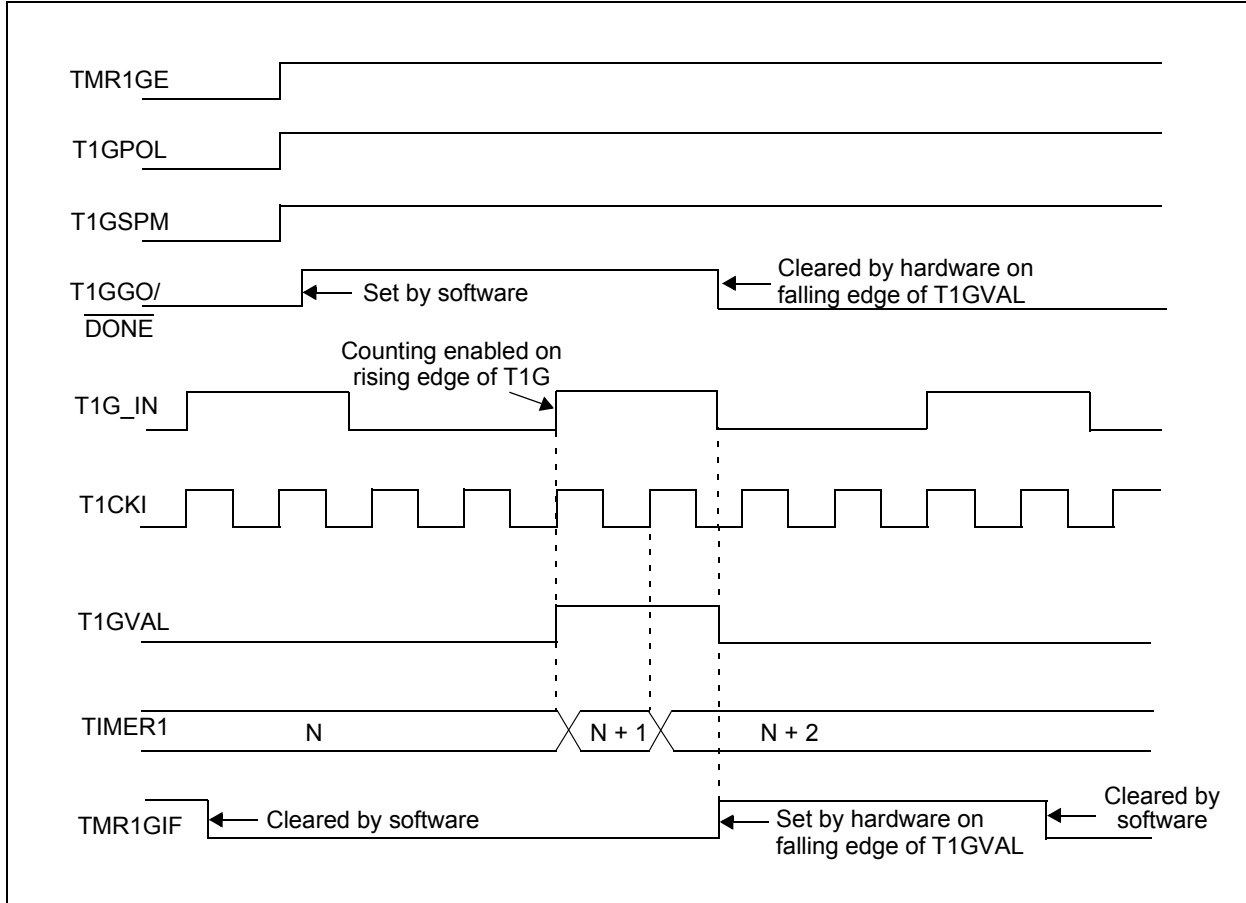 TMR1GE
T1GPOL
T1GSPM
T1GGO/
DONE
Set by software
Cleared by hardware on
falling edge of T1GVAL
Counting enabled on
rising edge of T1G
T1G_IN
T1CKI
T1GVAL
TIMER1
N
N + 1
N + 2
TMR1GIF
Cleared by software
Set by hardware on
falling edge of T1GVAL
Cleared by
software